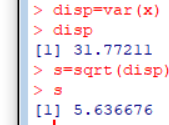 > disp=var(x)
> disp
[1] 31.77211
> s=sqrt(disp)
> s
[1] 5.636676